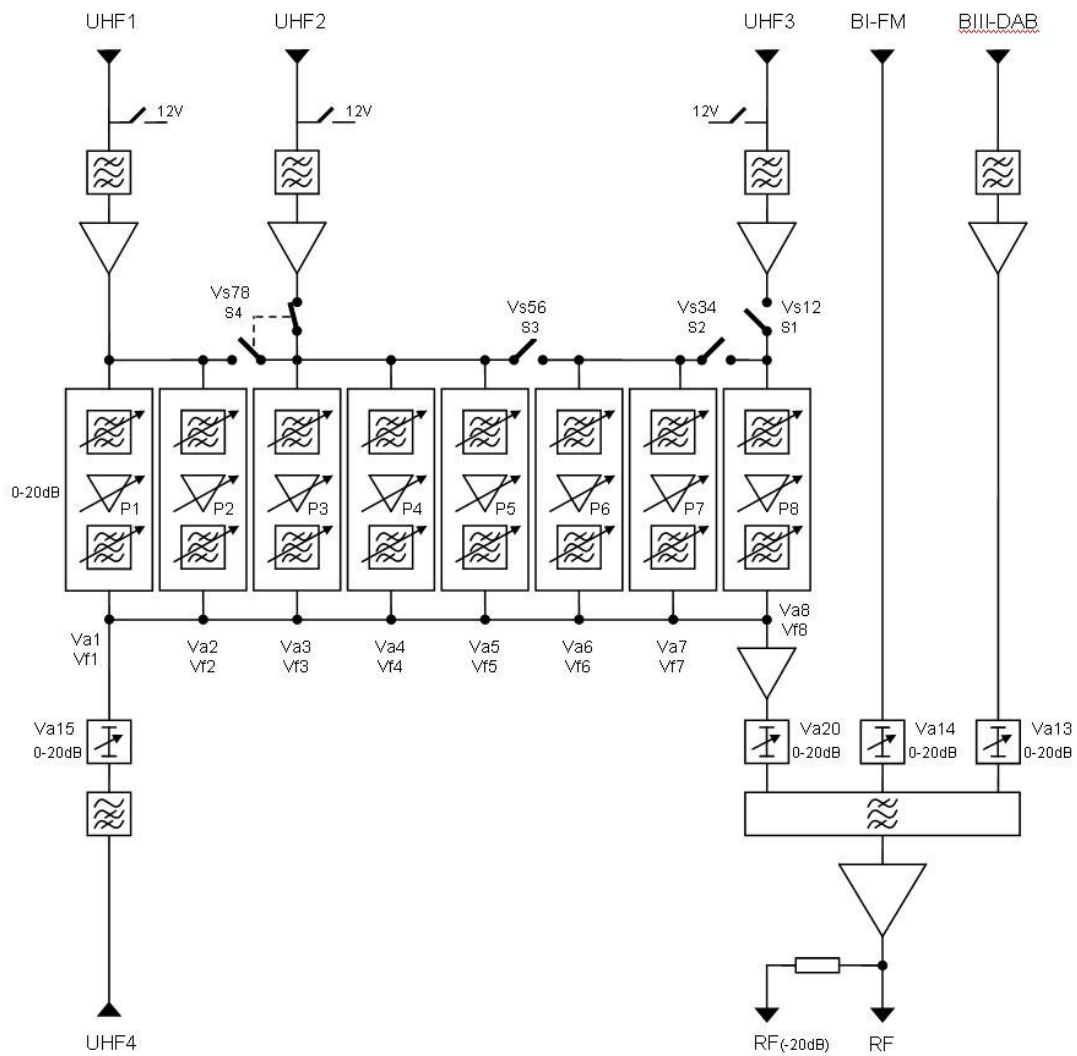 UHF1 UHF2 UHF3 BI-FM BIII-DAB
12V 12V 12V
Vs78 Vs56 Vs34 Vs12
S4 S3 S2 S1
0-20dB P1 P2 P3 P4 P5 P6 P7 P8
Va1 Va2 Va3 Va4 Va5 Va6 Va7 Va8
Vf1 Vf2 Vf3 Vf4 Vf5 Vf6 Vf7 Vf8
Va15 Va20 Va14 Va13
0-20dB 0-20dB 0-20dB 0-20dB
UHF4 RF(-20dB) RF